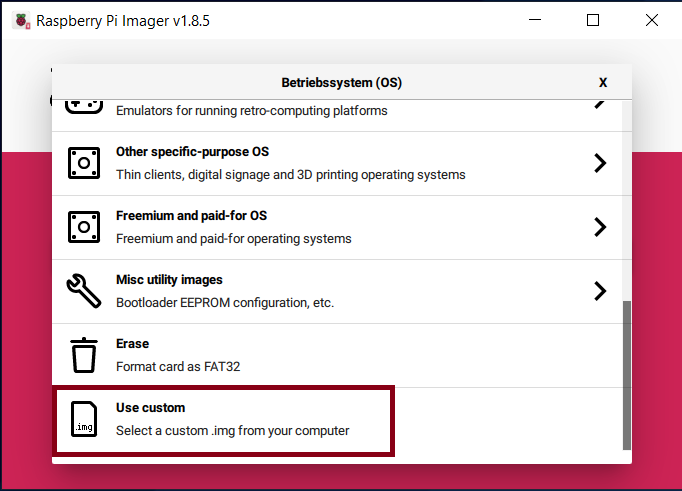 Raspberry Pi Imager v1.8.5
Betriebssystem (OS)
X
Emulators for running retro-computing platforms
Other specific-purpose OS
Thin clients, digital signage and 3D printing operating systems
Freemium and paid-for OS
Freemium and paid-for operating systems
Misc utility images
Bootloader EEPROM configuration, etc.
Erase
Format card as FAT32
Use custom
.img
Select a custom .img from your computer